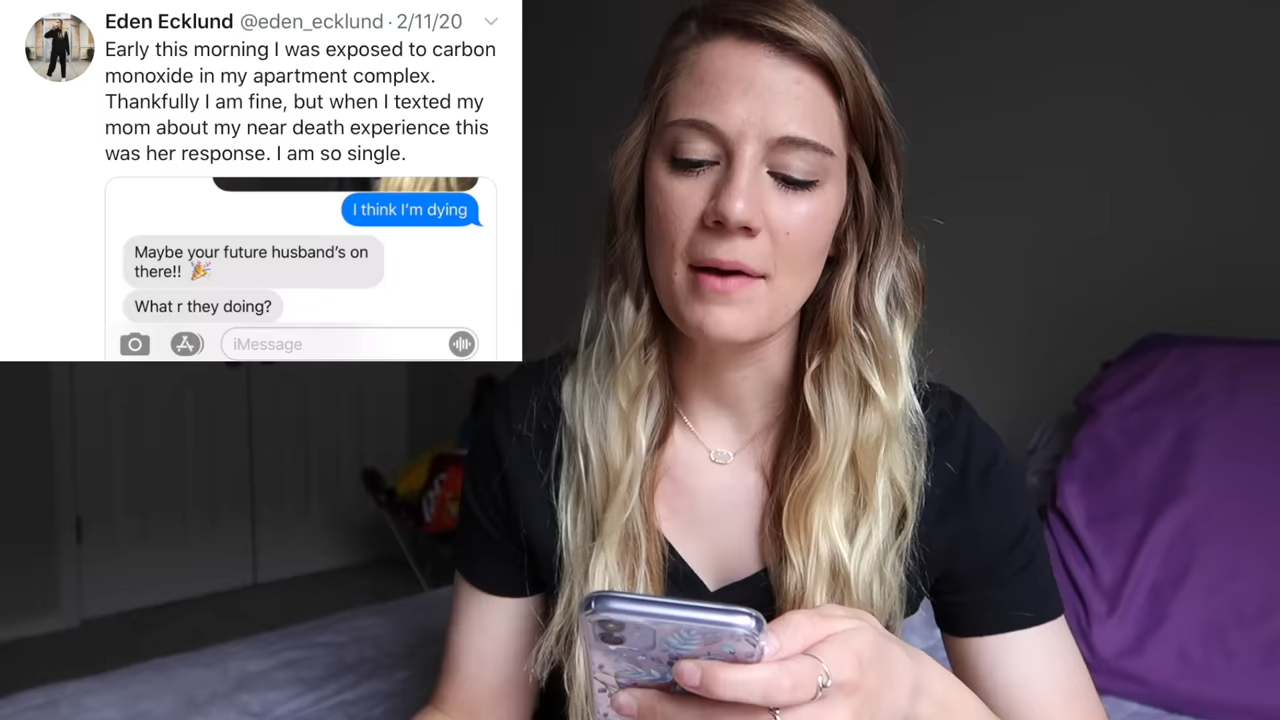 Eden Ecklund @eden_ecklund · 2/11/20
Early this morning I was exposed to carbon
monoxide in my apartment complex.
Thankfully I am fine, but when I texted my
mom about my near death experience this
was her response. I am so single.
I think I'm dying
Maybe your future husband's on
there!! 🎉
What r they doing?
iMessage